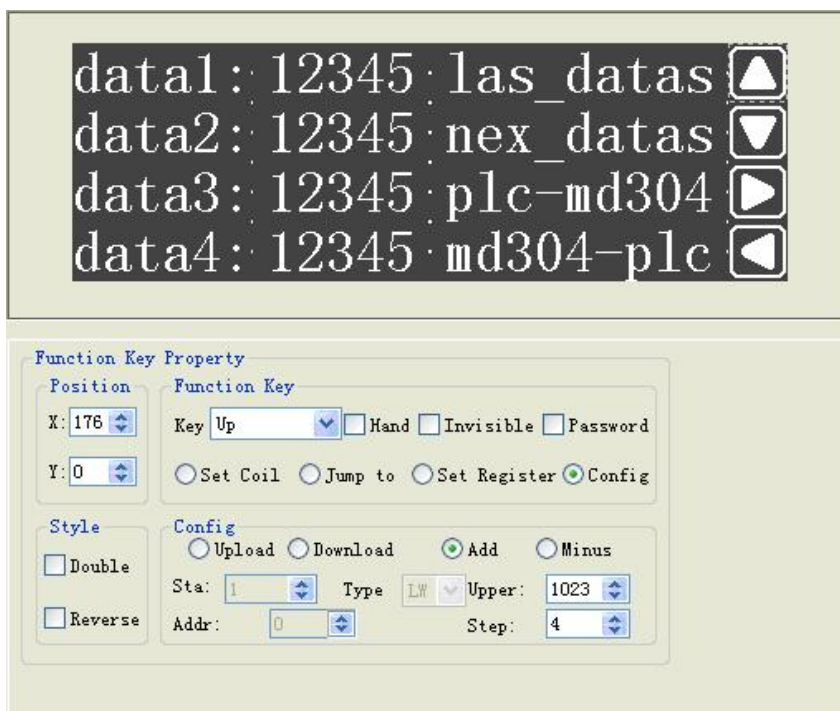 data1: 12345 las_datas
data2: 12345 nex_datas
data3: 12345 plc-md304
data4: 12345 md304-plc
Function Key Property
Position
Function Key
X: 176
Key Up Hand Invisible Password
Y: 0
Set Coil Jump to Set Register Config
Style
Config
Double
Upload Download Add Minus
Sta: 1 Type LW Upper: 1023
Reverse
Addr: 0 Step: 4